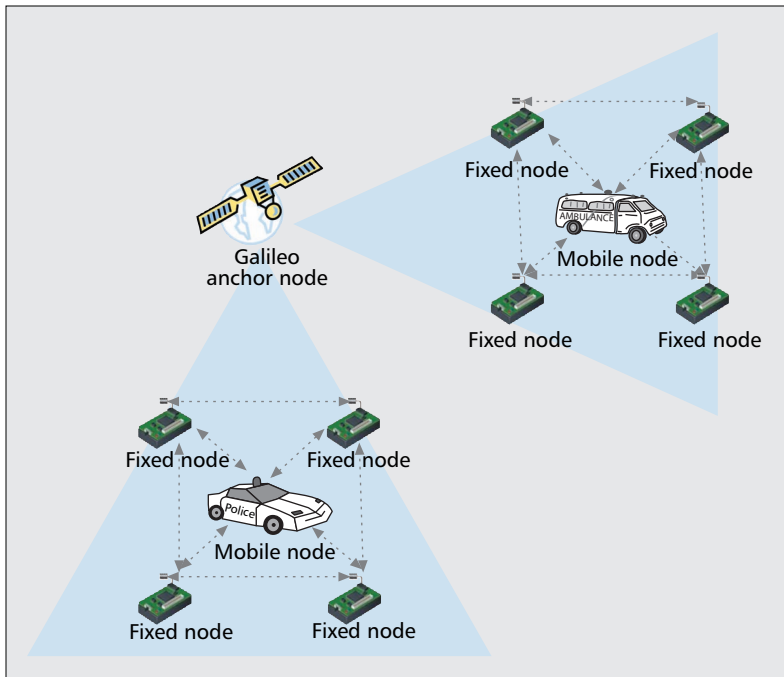 Fixed node
Fixed node
AMBULANCE
Mobile node
Galileo
anchor node
Fixed node
Fixed node
Fixed node
Fixed node
Police
Mobile node
Fixed node
Fixed node